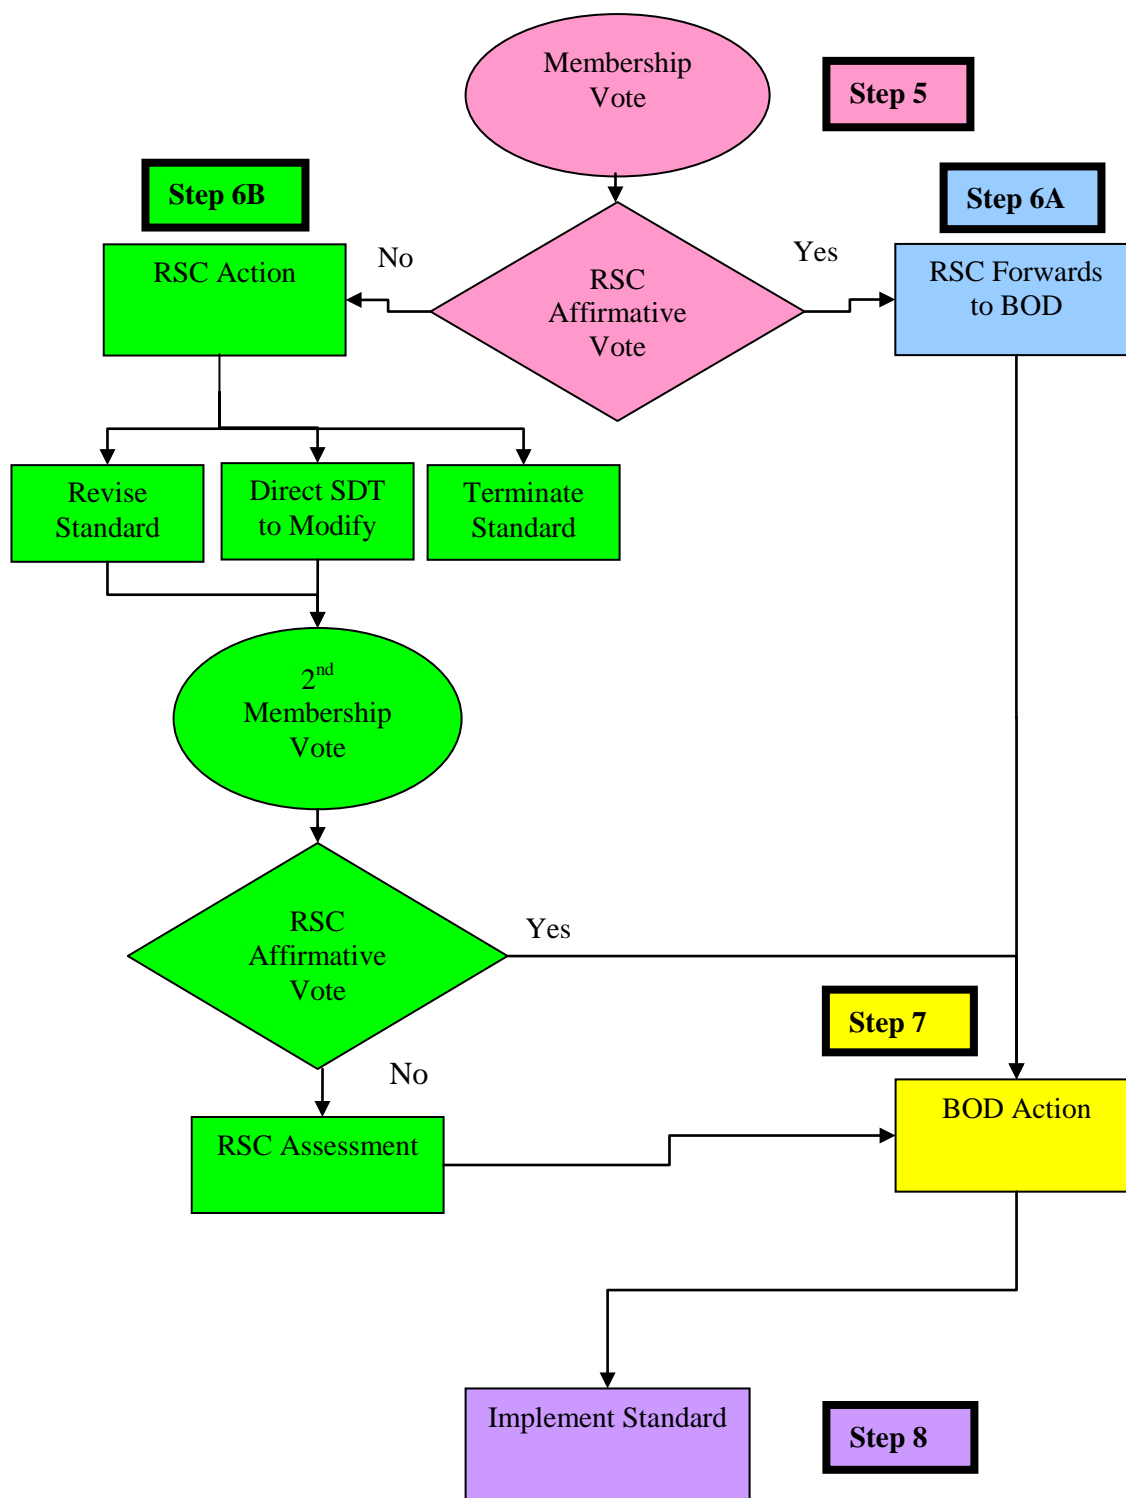 Membership
Vote
Step 5
Step 6B
Step 6A
No
Yes
RSC Action
RSC
Affirmative
Vote
RSC Forwards
to BOD
Revise
Standard
Direct SDT
to Modify
Terminate
Standard
2nd
Membership
Vote
RSC
Affirmative
Vote
Yes
Step 7
No
RSC Assessment
BOD Action
Implement Standard
Step 8